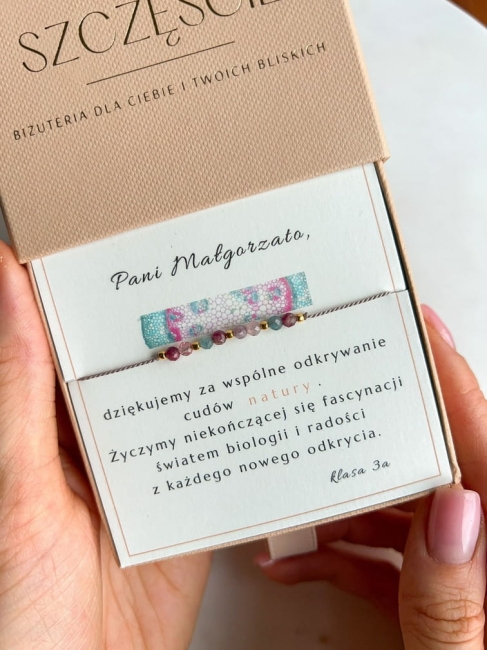 SZCZĘŚCIE
BIŻUTERIA DLA CIEBIE I TWOICH BLISKICH
Pani Małgorzato,
dziękujemy za wspólne odkrywanie
cudów natury.
Życzymy niekończącej się fascynacji
światem biologii i radości
z każdego nowego odkrycia.
klasa 3a